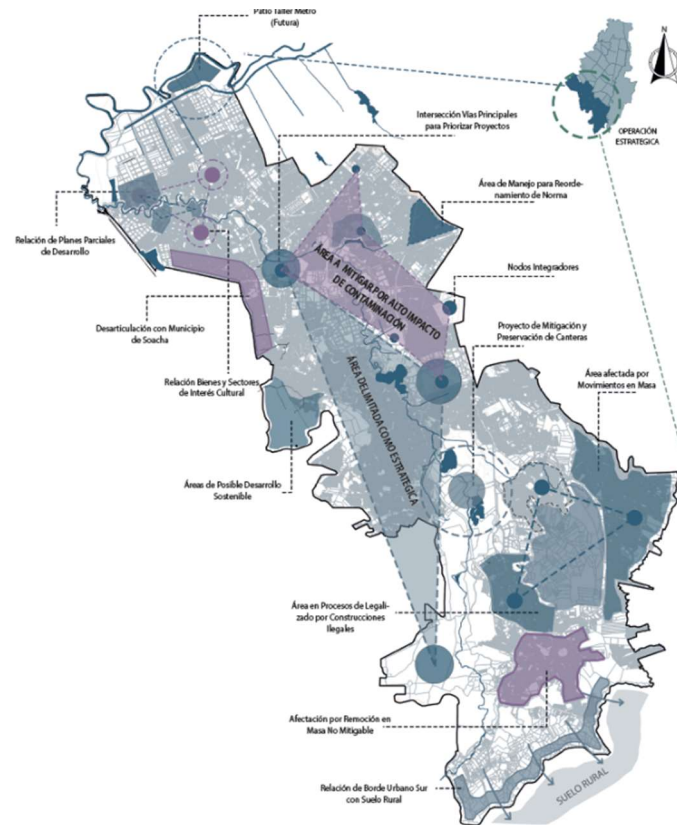 Patio Taller Metro
(Futura)
N
OPERACIÓN
ESTRATEGICA
Intersección Vias Principales
para Priorizar Proyectos
Área de Manejo para Reorde-
namiento de Norma
Relación de Planes Parciales
de Desarrollo
ÁREA A MITIGAR POR ALTO IMPACTO
DE CONTAMINACIÓN
Nodos Integradores
Desarticulación con Municipio
de Soacha
Proyecto de Mitigación y
Preservación de Canteras
Área afectada por
Movimientos en Masa
Relación Bienes y Sectores
de Interés Cultural
ÁREA DELIMITADA COMO ESTRATEGICA
Áreas de Posible Desarrollo
Sostenible
Área en Procesos de Legali-
zado por Construcciones
Ilegales
Afectación por Remoción en
Masa No Mitigable
Relación de Borde Urbano Sur
con Suelo Rural
SUELO RURAL